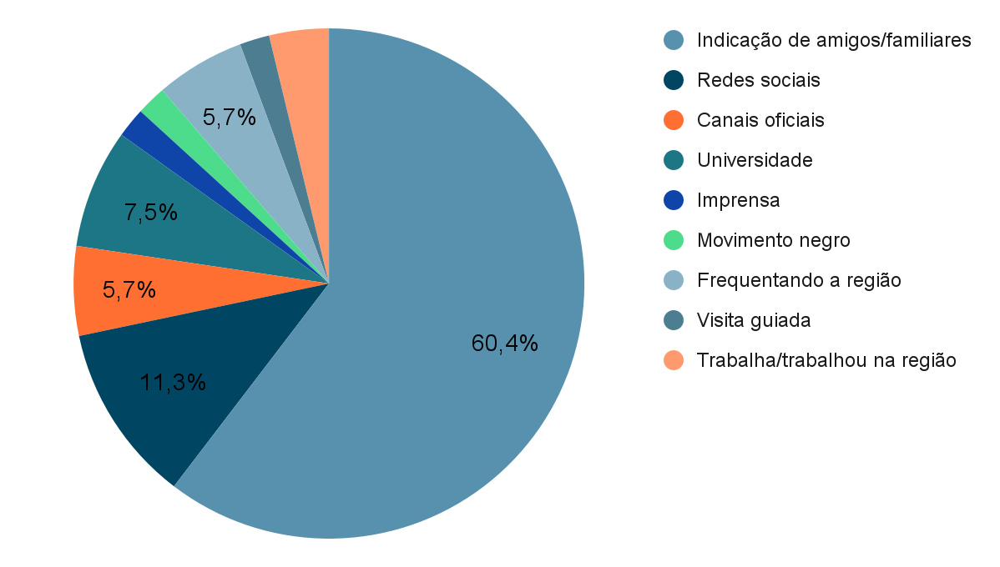 Indicação de amigos/familiares
Redes sociais
Canais oficiais
Universidade
Imprensa
Movimento negro
Frequentando a região
Visita guiada
Trabalha/trabalhou na região
5,7%
7,5%
5,7%
60,4%
11,3%